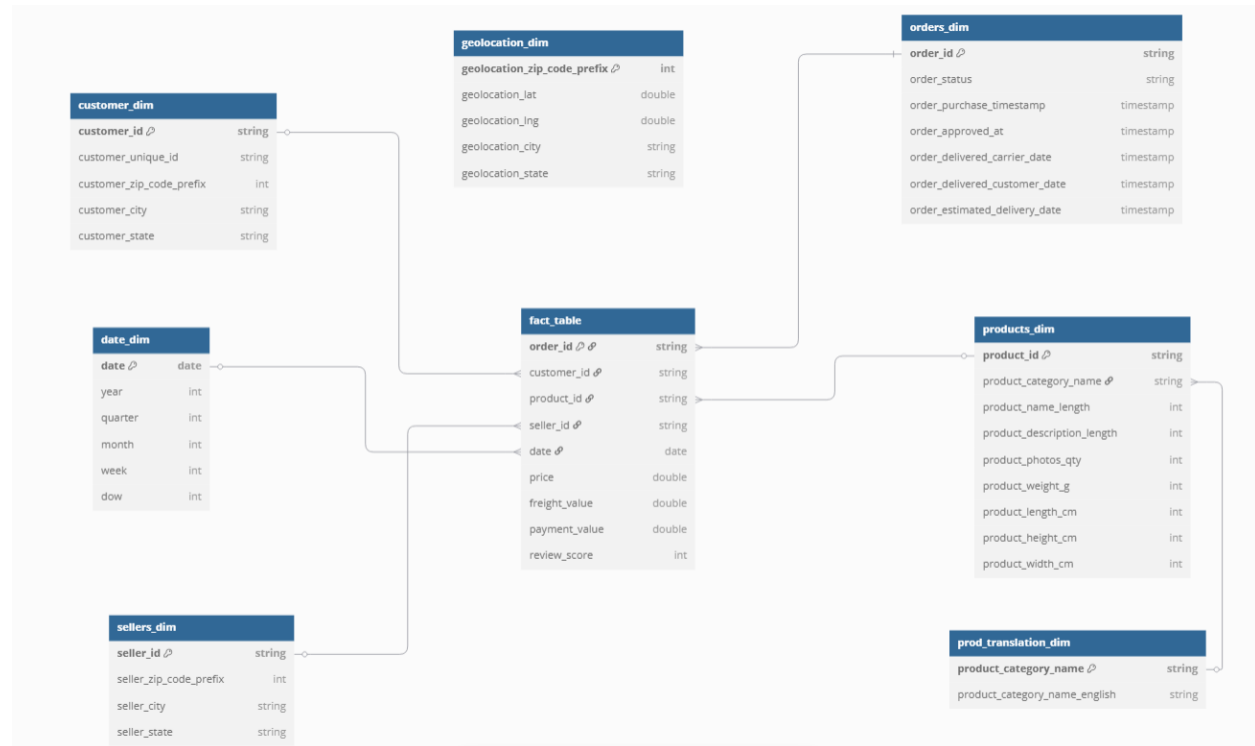 geolocation_dim
geolocation_zip_code_prefix int
geolocation_lat double
geolocation_lng double
geolocation_city string
geolocation_state string
orders_dim
order_id string
order_status string
order_purchase_timestamp timestamp
order_approved_at timestamp
order_delivered_carrier_date timestamp
order_delivered_customer_date timestamp
order_estimated_delivery_date timestamp
customer_dim
customer_id string
customer_unique_id string
customer_zip_code_prefix int
customer_city string
customer_state string
date_dim
date date
year int
quarter int
month int
week int
dow int
fact_table
order_id string
customer_id string
product_id string
seller_id string
date date
price double
freight_value double
payment_value double
review_score int
products_dim
product_id string
product_category_name string
product_name_length int
product_description_length int
product_photos_qty int
product_weight_g int
product_length_cm int
product_height_cm int
product_width_cm int
sellers_dim
seller_id string
seller_zip_code_prefix int
seller_city string
seller_state string
prod_translation_dim
product_category_name string
product_category_name_english string